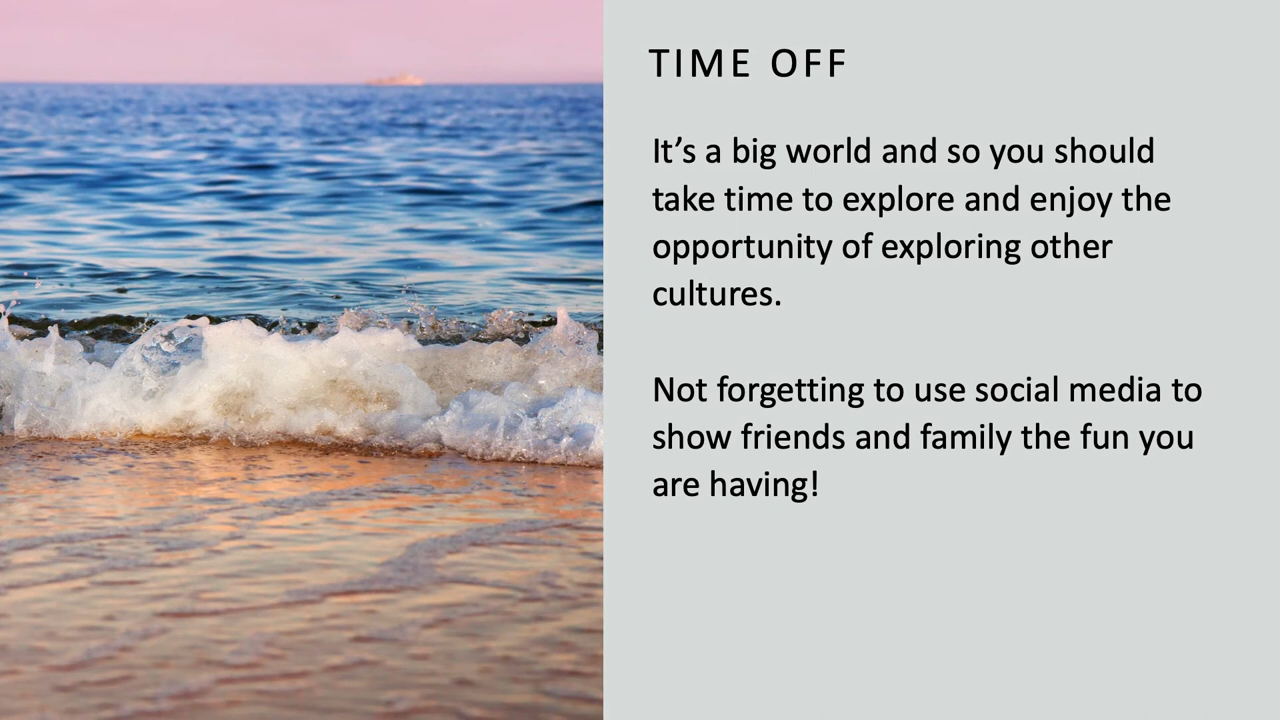 TIME OFF
It’s a big world and so you should
take time to explore and enjoy the
opportunity of exploring other
cultures.
Not forgetting to use social media to
show friends and family the fun you
are having!